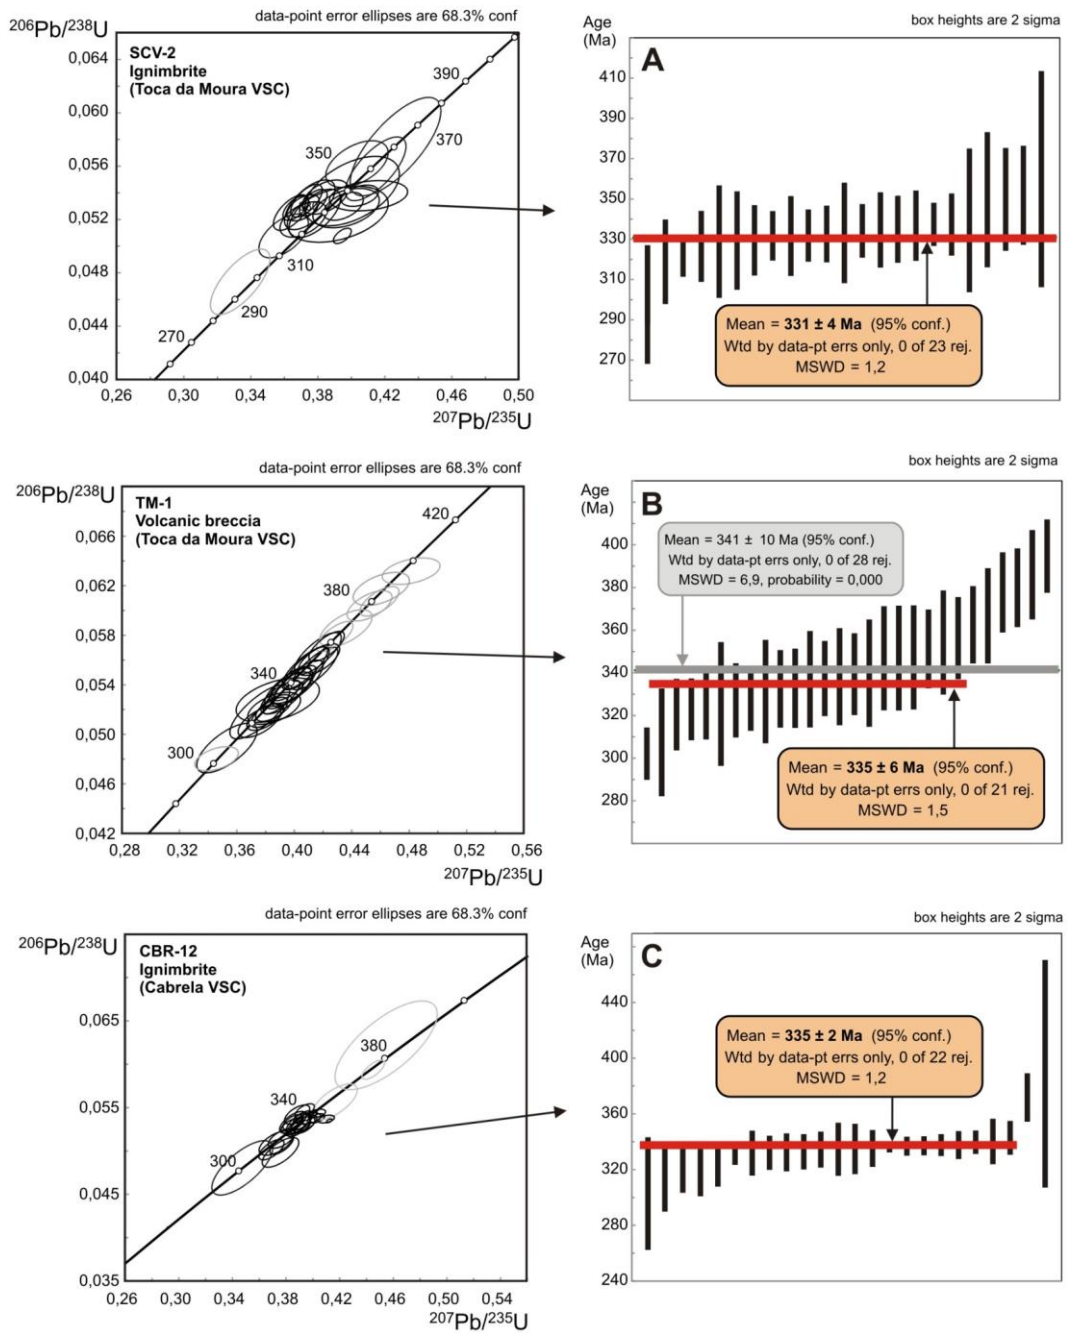 data-point error ellipses are 68.3% conf
206Pb/238U
SCV-2
Ignimbrite
(Toca da Moura VSC)
0,064
0,060
0,056
0,052
0,048
0,044
0,040
390
370
350
310
290
270
0,26 0,30 0,34 0,38 0,42 0,46 0,50
207Pb/235U
box heights are 2 sigma
Age
(Ma)
A
410
390
370
350
330
310
290
270
Mean = 331 ± 4 Ma (95% conf.)
Wtd by data-pt errs only, 0 of 23 rej.
MSWD = 1,2
data-point error ellipses are 68.3% conf
206Pb/238U
TM-1
Volcanic breccia
(Toca da Moura VSC)
0,066
0,062
0,058
0,054
0,050
0,046
0,042
420
380
340
300
0,28 0,32 0,36 0,40 0,44 0,48 0,52 0,56
207Pb/235U
box heights are 2 sigma
Age
(Ma)
B
400
380
360
340
320
300
280
Mean = 341 ± 10 Ma (95% conf.)
Wtd by data-pt errs only, 0 of 28 rej.
MSWD = 6,9, probability = 0,000
Mean = 335 ± 6 Ma (95% conf.)
Wtd by data-pt errs only, 0 of 21 rej.
MSWD = 1,5
data-point error ellipses are 68.3% conf
206Pb/238U
CBR-12
Ignimbrite
(Cabrela VSC)
0,065
0,055
0,045
0,035
380
340
300
0,26 0,30 0,34 0,38 0,42 0,46 0,50 0,54
207Pb/235U
box heights are 2 sigma
Age
(Ma)
C
440
400
360
320
280
240
Mean = 335 ± 2 Ma (95% conf.)
Wtd by data-pt errs only, 0 of 22 rej.
MSWD = 1,2